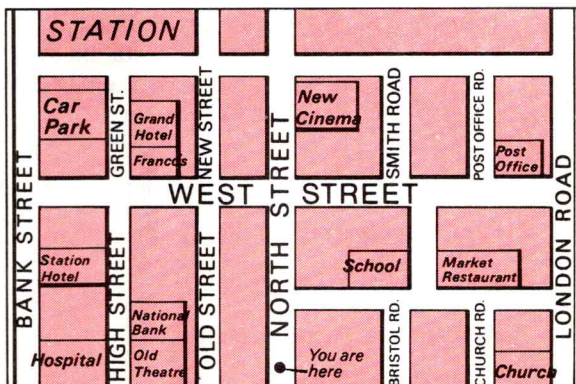 STATION
Car
Park
GREEN ST.
Grand
Hotel
Franco's
NEW STREET
New
Cinema
SMITH ROAD
POST OFFICE RD.
Post
Office
WEST STREET
BANK STREET
NORTH STREET
LONDON ROAD
Station
Hotel
HIGH STREET
OLD STREET
School
Market
Restaurant
National
Bank
Hospital
Old
Theatre
You are
here
BRISTOL RD.
CHURCH RD.
Church